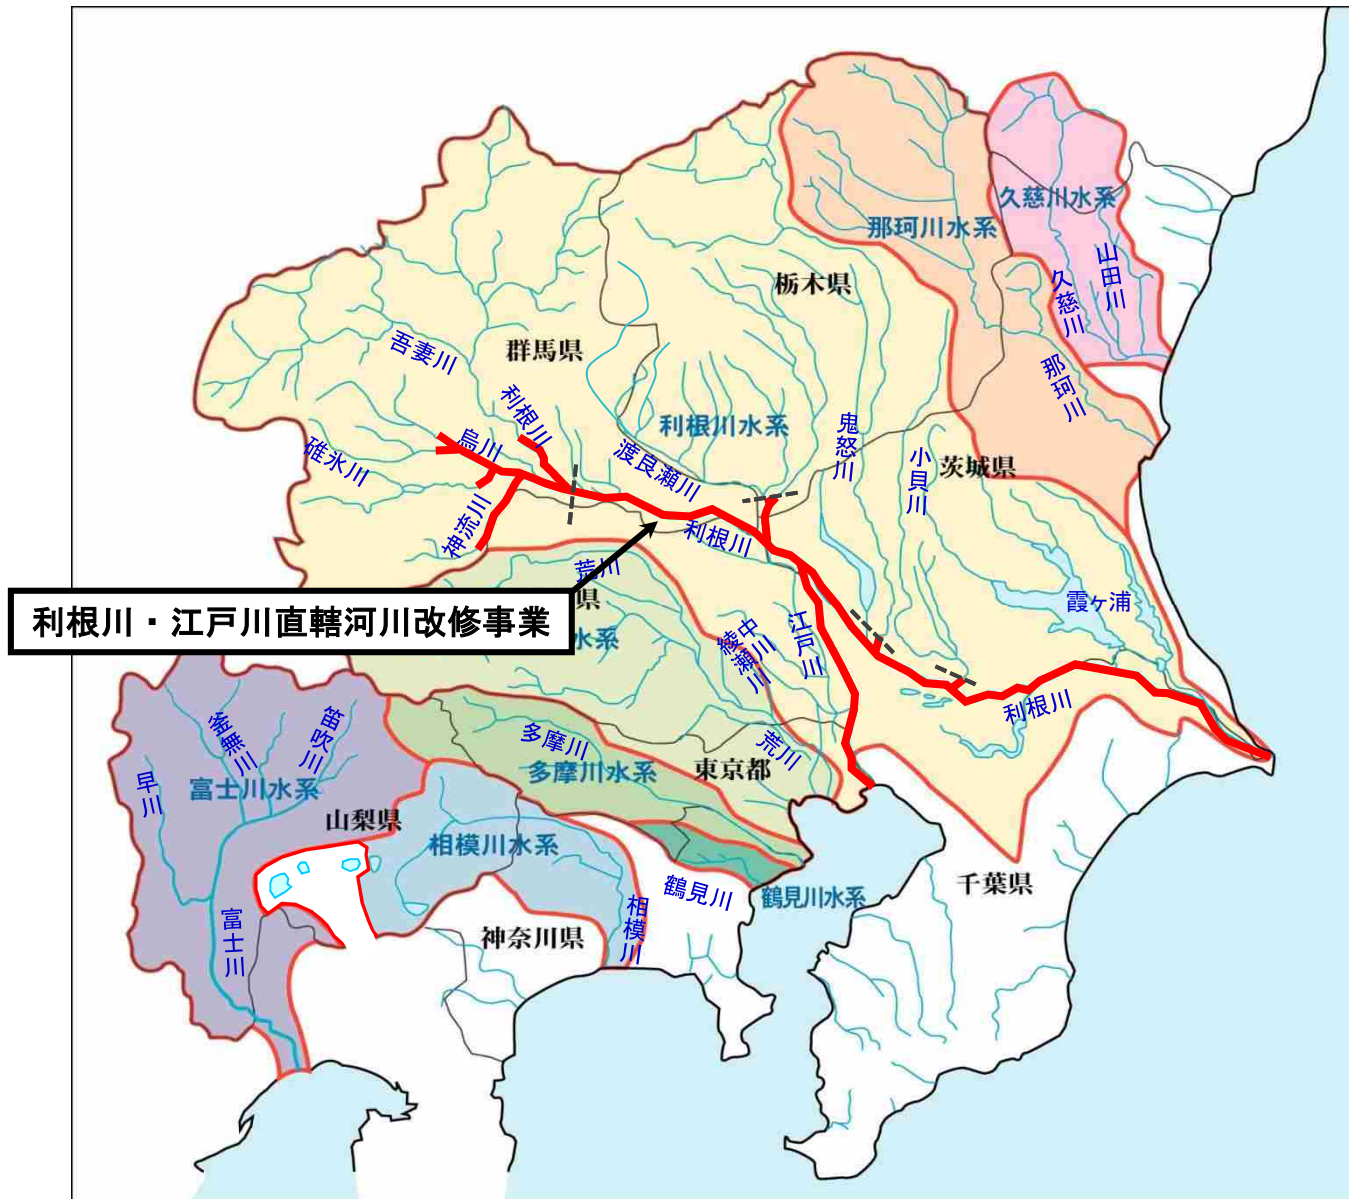 久慈川水系
那珂川水系
山田川
久慈川
栃木県
吾妻川
群馬県
那珂川
利根川
利根川水系
鬼怒川
烏川
碓氷川
渡良瀬川
小貝川
茨城県
神流川
利根川
荒川
県
利根川・江戸川直轄河川改修事業
水系
霞ヶ浦
綾瀬川
中川
江戸川
利根川
釜無川
笛吹川
多摩川
荒川
早川
富士川水系
多摩川水系
東京都
山梨県
相模川水系
鶴見川
鶴見川水系
千葉県
富士川
神奈川県
相模川